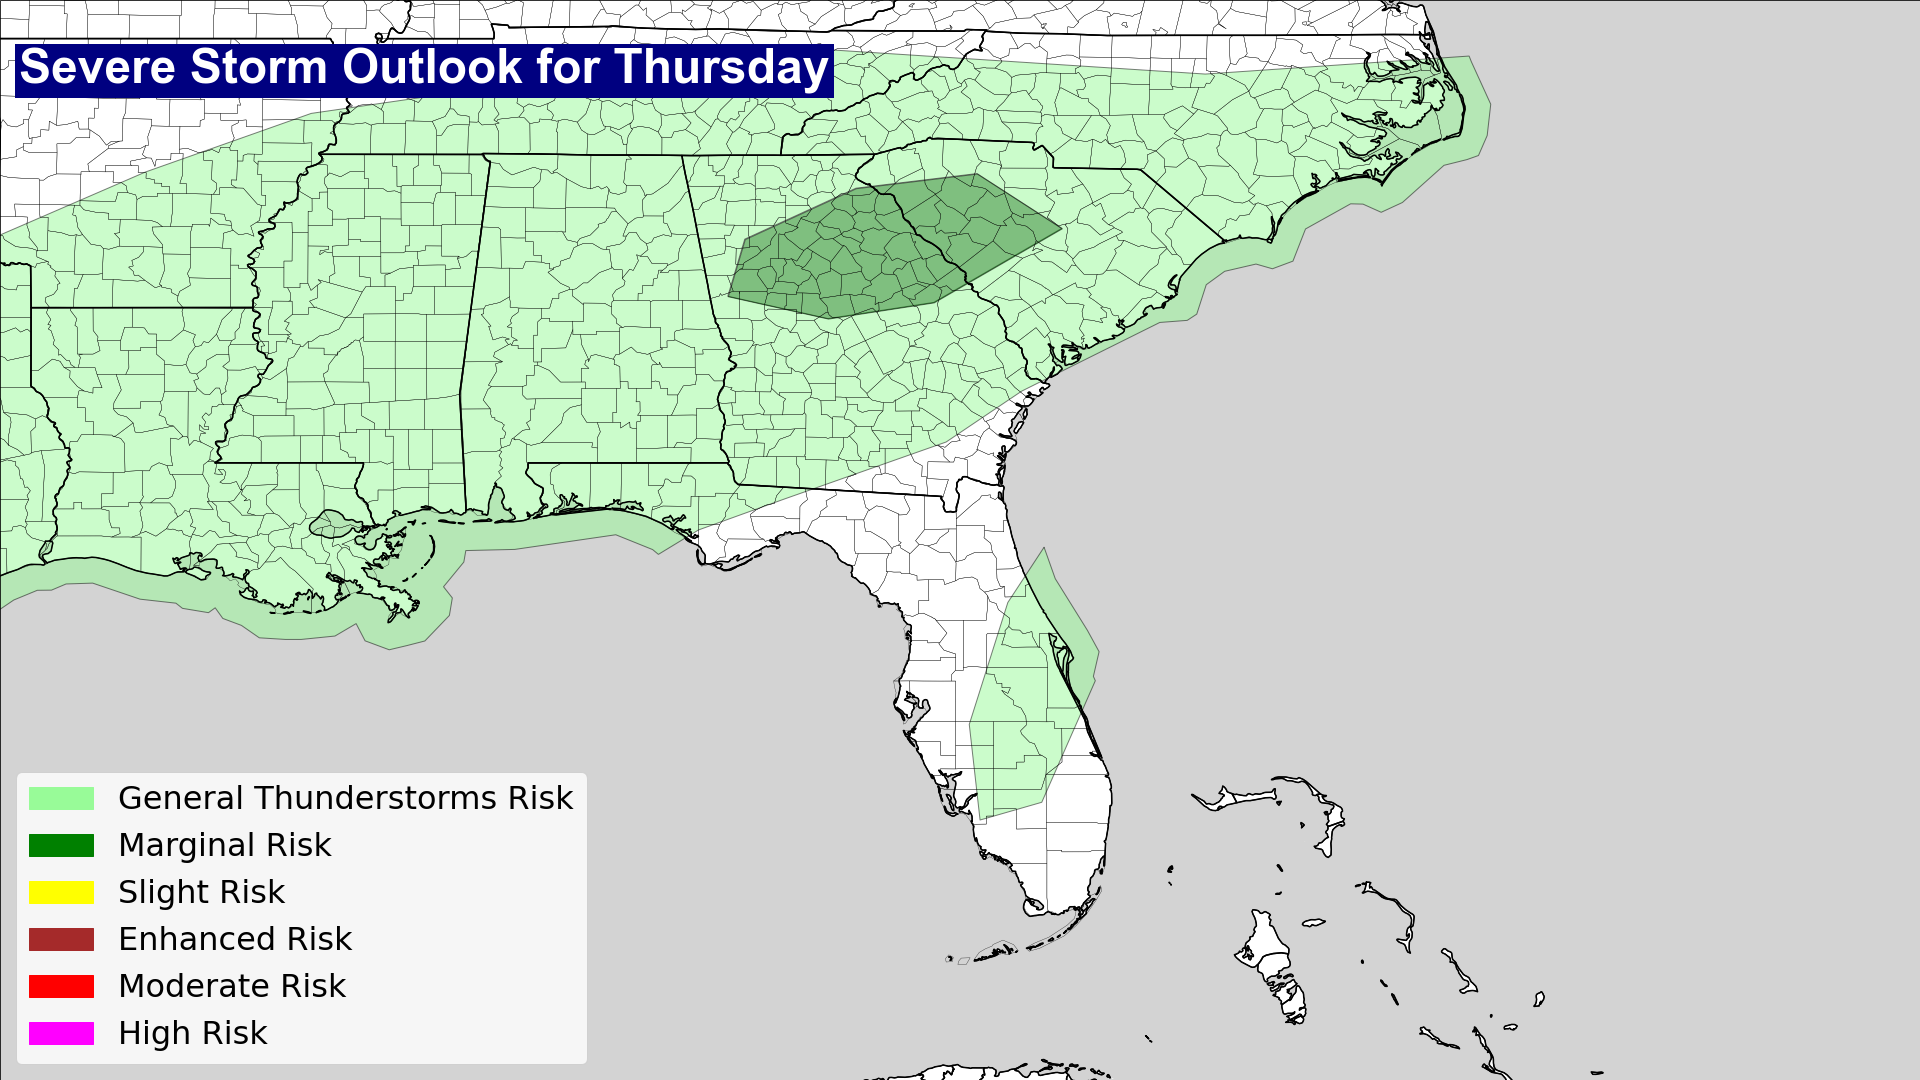 Severe Storm Outlook for Thursday
General Thunderstorms Risk
Marginal Risk
Slight Risk
Enhanced Risk
Moderate Risk
High Risk